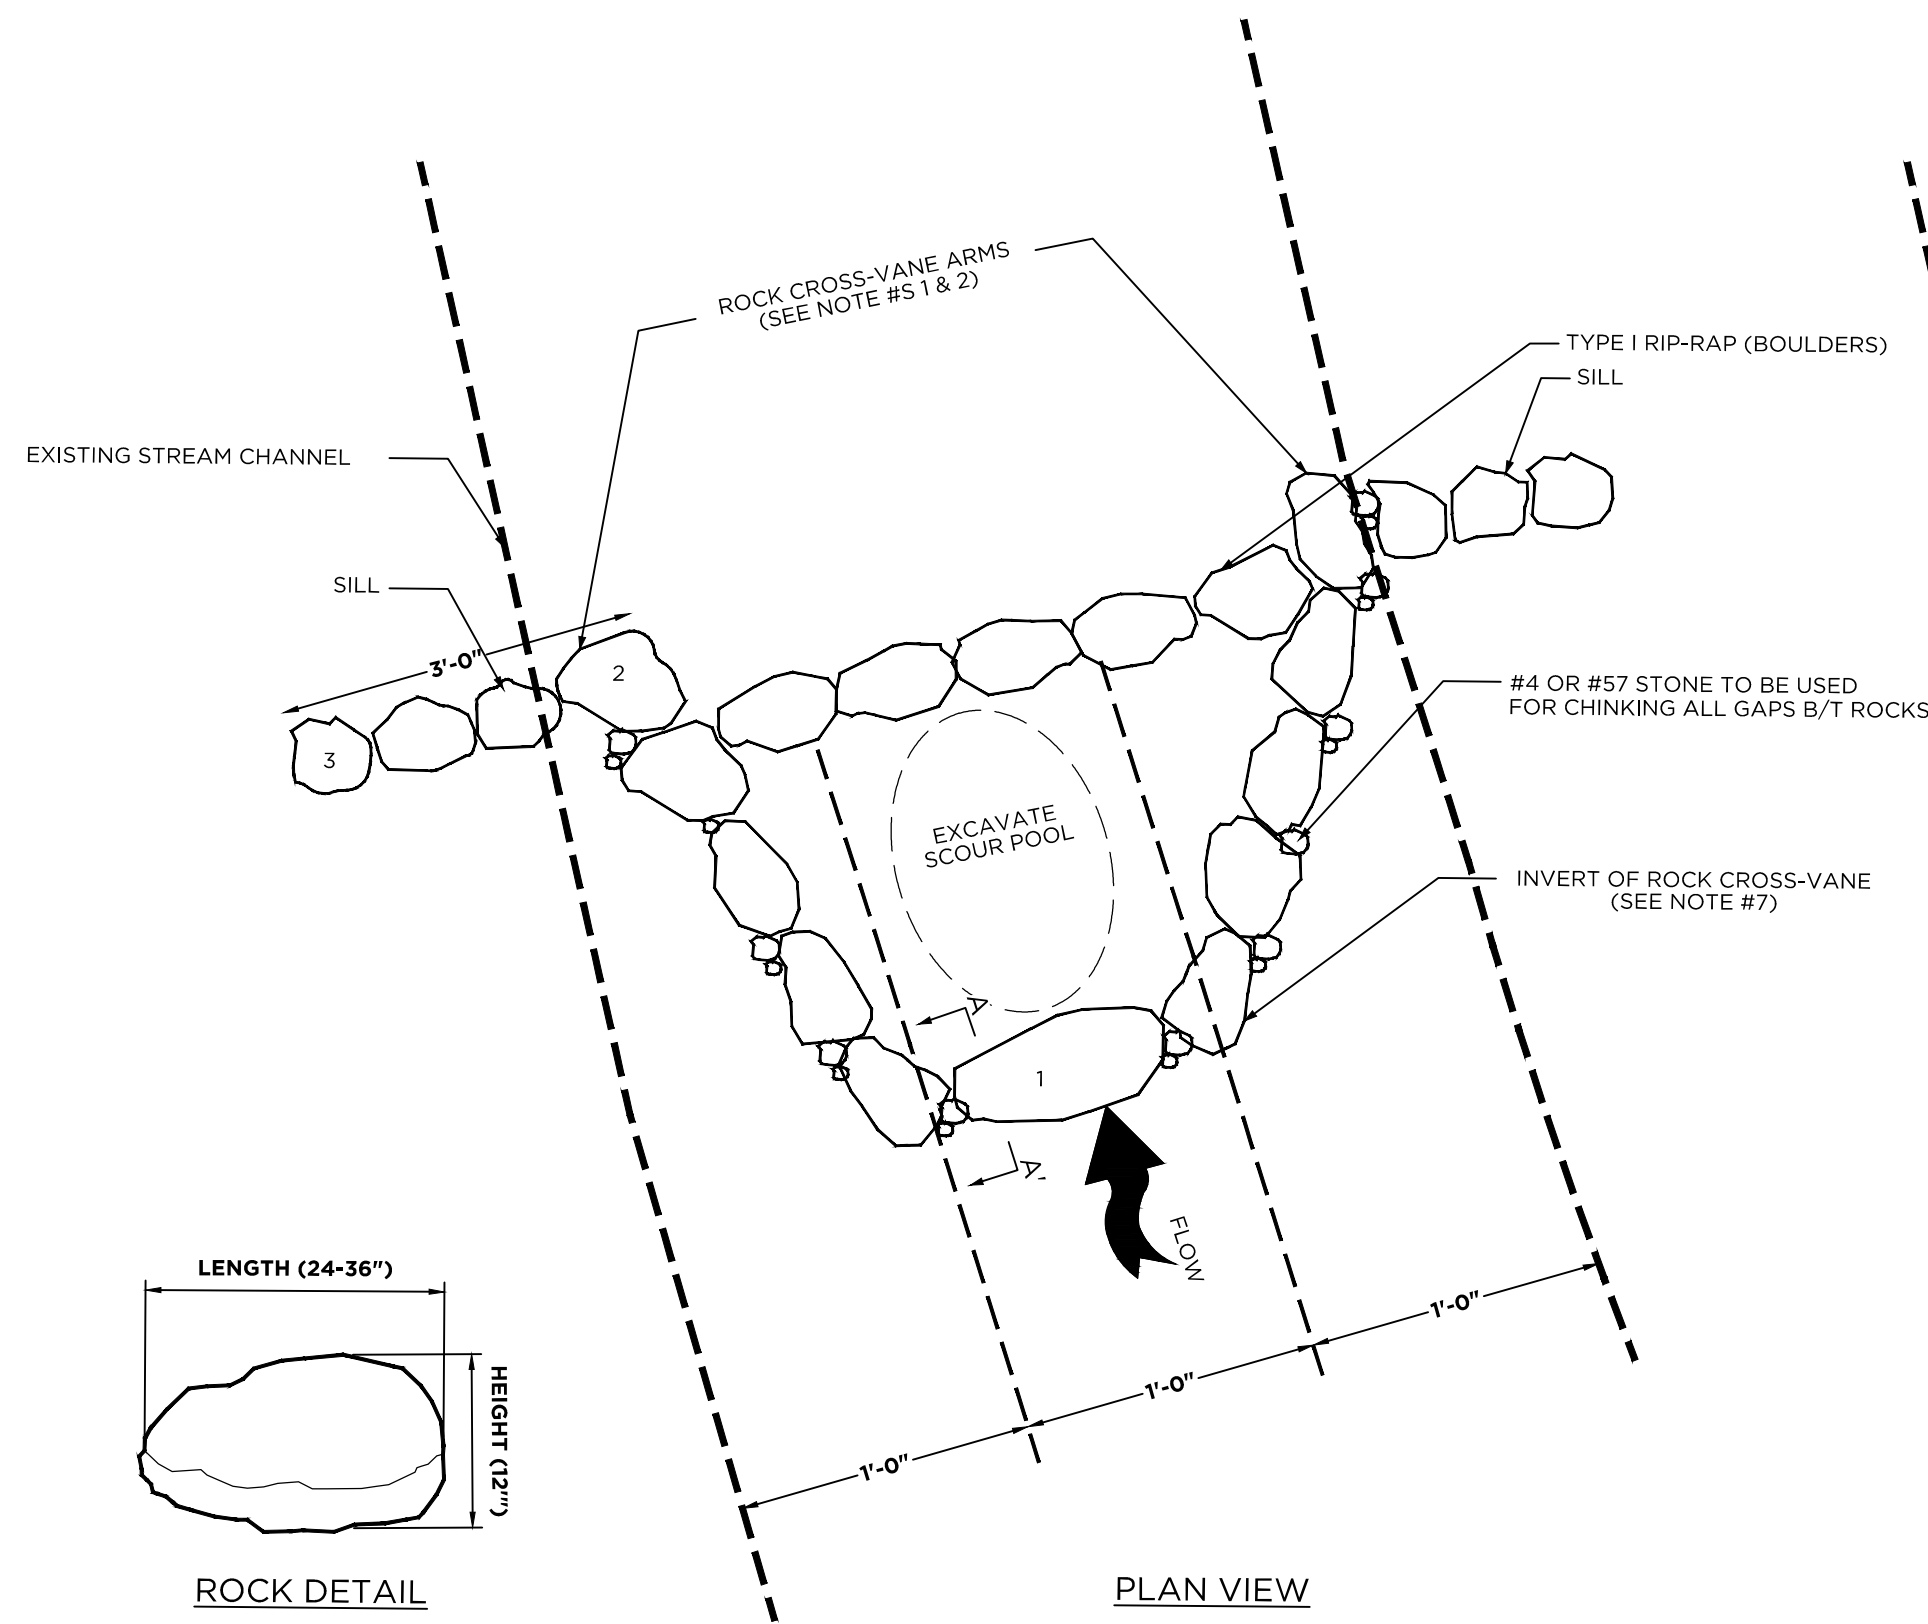 ROCK CROSS-VANE ARMS
(SEE NOTE #S 1 & 2)
TYPE I RIP-RAP (BOULDERS)
SILL
EXISTING STREAM CHANNEL
SILL
3'-0"
2
3
#4 OR #57 STONE TO BE USED
FOR CHINKING ALL GAPS B/T ROCKS
EXCAVATE
SCOUR POOL
INVERT OF ROCK CROSS-VANE
(SEE NOTE #7)
A
1
A'
FLOW
1'-0"
1'-0"
1'-0"
LENGTH (24-36")
HEIGHT (12")
ROCK DETAIL
PLAN VIEW